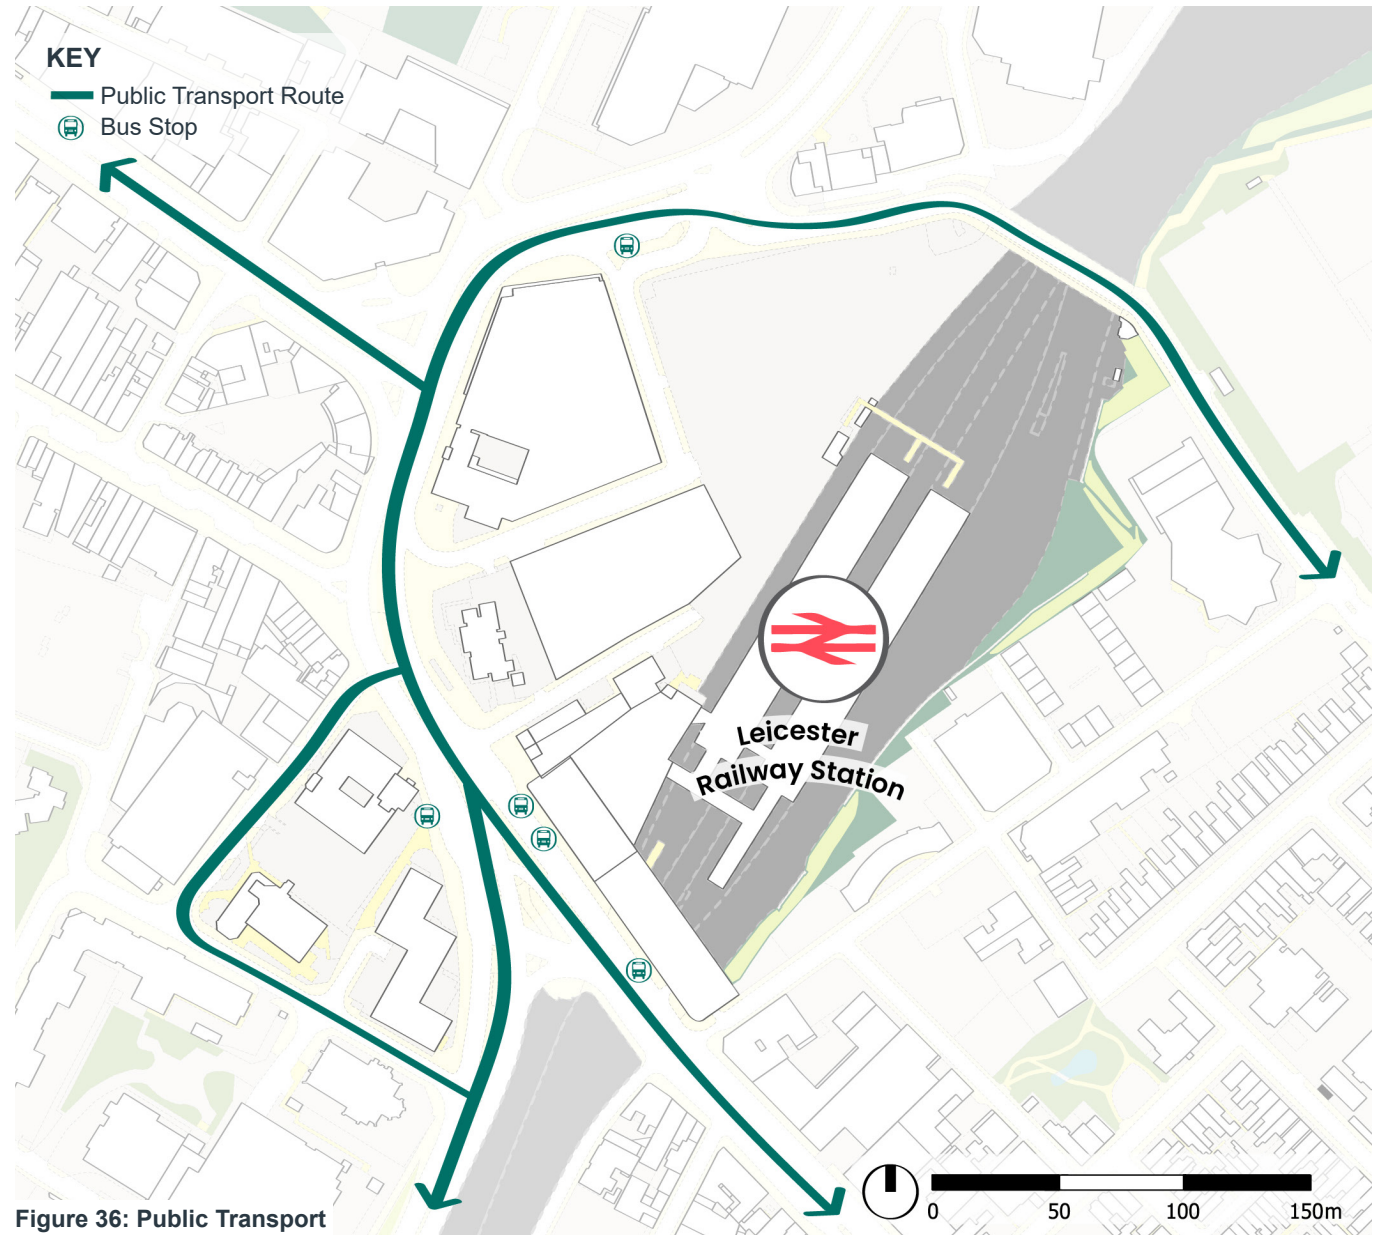 KEY
Public Transport Route
Bus Stop
Leicester
Railway Station
0 50 100 150m
Figure 36: Public Transport